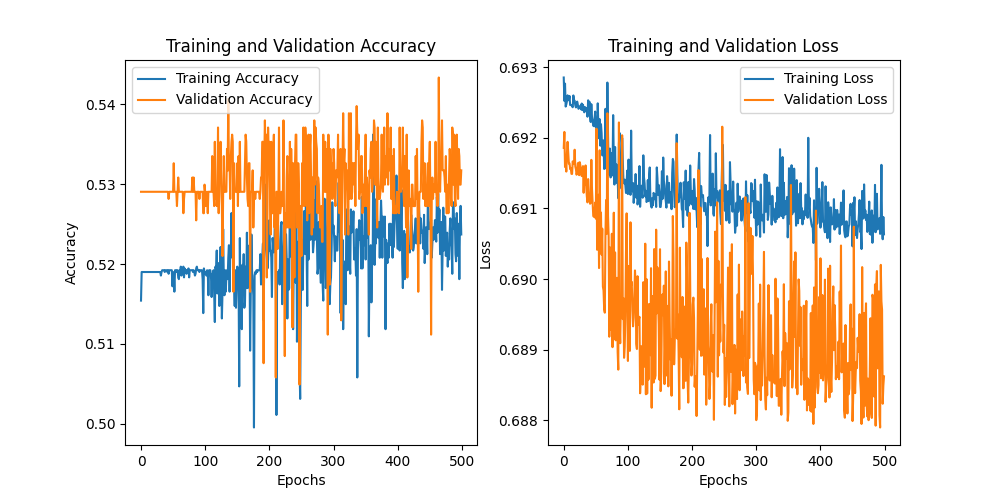 Training and Validation Accuracy
Training Accuracy
Validation Accuracy
0.54
0.53
0.52
0.51
0.50
Accuracy
0 100 200 300 400 500
Epochs
Training and Validation Loss
Training Loss
Validation Loss
0.693
0.692
0.691
0.690
0.689
0.688
Loss
0 100 200 300 400 500
Epochs